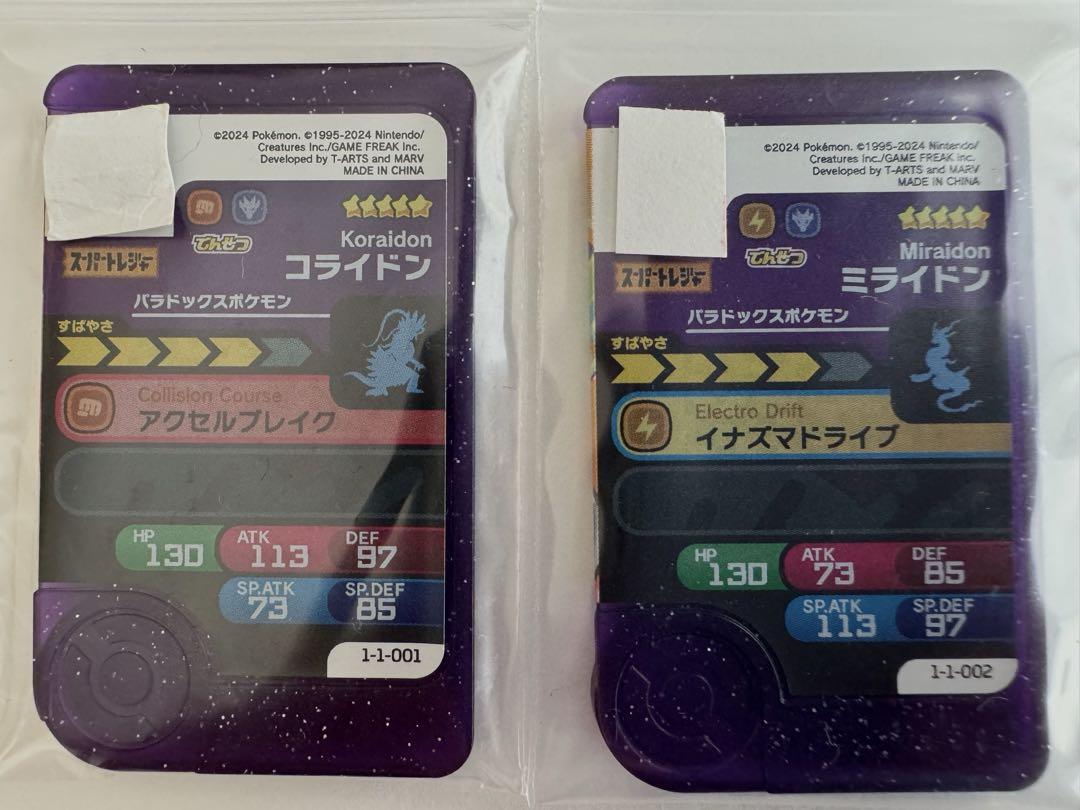 ©2024 Pokémon. ©1995-2024 Nintendo/
Creatures Inc./GAME FREAK inc.
Developed by T-ARTS and MARV
MADE IN CHINA
でんせつ
スーパートレジャー
Koraidon
コライドン
パラドックスポケモン
すばやさ
Collision Course
アクセルブレイク
HP
130
ATK
113
DEF
97
SP.ATK
73
SP.DEF
85
1-1-001
©2024 Pokémon. ©1995-2024 Nintendo/
Creatures Inc./GAME FREAK inc.
Developed by T-ARTS and MARV
MADE IN CHINA
でんせつ
スーパートレジャー
Miraidon
ミライドン
パラドックスポケモン
すばやさ
Electro Drift
イナズマドライブ
HP
130
ATK
73
DEF
85
SP.ATK
113
SP.DEF
97
1-1-002